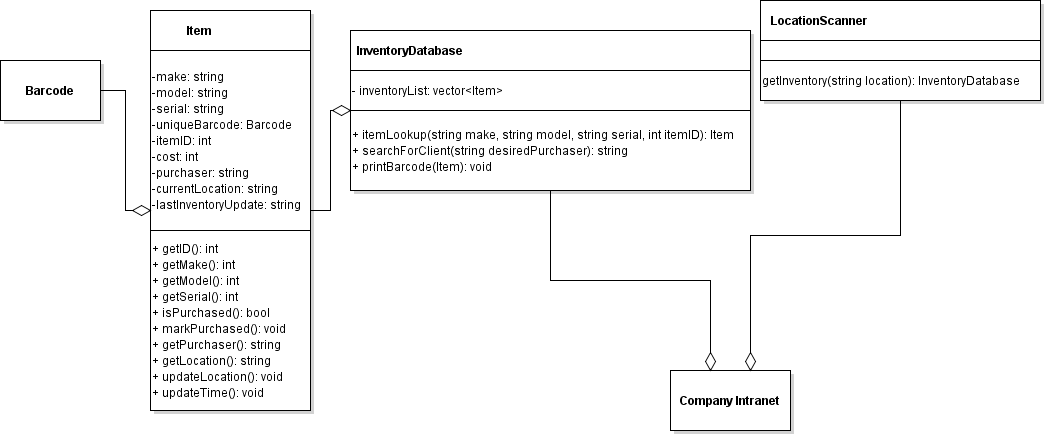 Barcode
Item
-make: string
-model: string
-serial: string
-uniqueBarcode: Barcode
-itemID: int
-cost: int
-purchaser: string
-currentLocation: string
-lastInventoryUpdate: string
+ getID(): int
+ getMake(): int
+ getModel(): int
+ getSerial(): int
+ isPurchased(): bool
+ markPurchased(): void
+ getPurchaser(): string
+ getLocation(): string
+ updateLocation(): void
+ updateTime(): void
InventoryDatabase
- inventoryList: vector<Item>
+ itemLookup(string make, string model, string serial, int itemID): Item
+ searchForClient(string desiredPurchaser): string
+ printBarcode(Item): void
LocationScanner
getInventory(string location): InventoryDatabase
Company Intranet